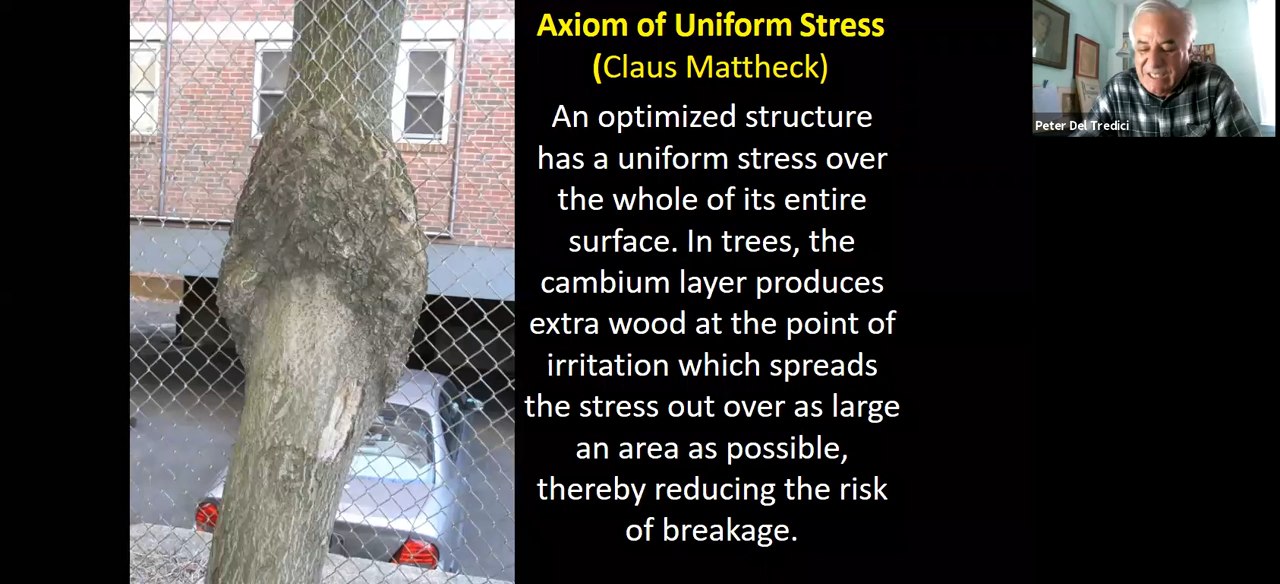 Axiom of Uniform Stress
(Claus Mattheck)
An optimized structure
has a uniform stress over
the whole of its entire
surface. In trees, the
cambium layer produces
extra wood at the point of
irritation which spreads
the stress out over as large
an area as possible,
thereby reducing the risk
of breakage.
Peter Del Tredici